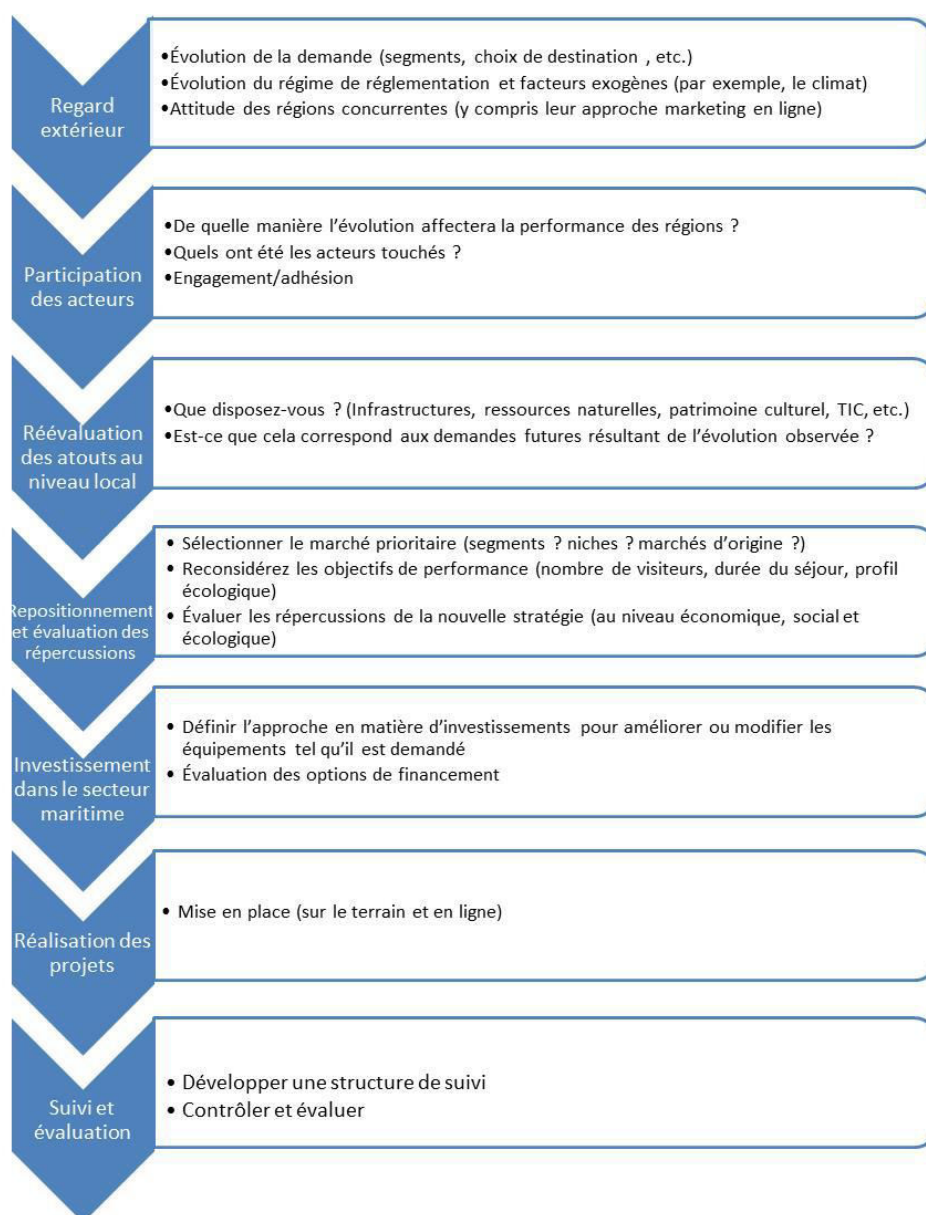 Regard
extérieur
•Évolution de la demande (segments, choix de destination , etc.)
•Évolution du régime de réglementation et facteurs exogènes (par exemple, le climat)
•Attitude des régions concurrentes (y compris leur approche marketing en ligne)
Participation
des acteurs
•De quelle manière l’évolution affectera la performance des régions ?
•Quels ont été les acteurs touchés ?
•Engagement/adhésion
Réévaluation
des atouts au
niveau local
•Que disposez-vous ? (Infrastructures, ressources naturelles, patrimoine culturel, TIC, etc.)
•Est-ce que cela correspond aux demandes futures résultant de l’évolution observée ?
Repositionnement
et évaluation des
répercussions
• Sélectionner le marché prioritaire (segments ? niches ? marchés d’origine ?)
• Reconsidérez les objectifs de performance (nombre de visiteurs, durée du séjour, profil
écologique)
• Évaluer les répercussions de la nouvelle stratégie (au niveau économique, social et
écologique)
Investissement
dans le secteur
maritime
• Définir l’approche en matière d’investissements pour améliorer ou modifier les
équipements tel qu’il est demandé
• Évaluation des options de financement
Réalisation des
projets
• Mise en place (sur le terrain et en ligne)
Suivi et
évaluation
• Développer une structure de suivi
• Contrôler et évaluer